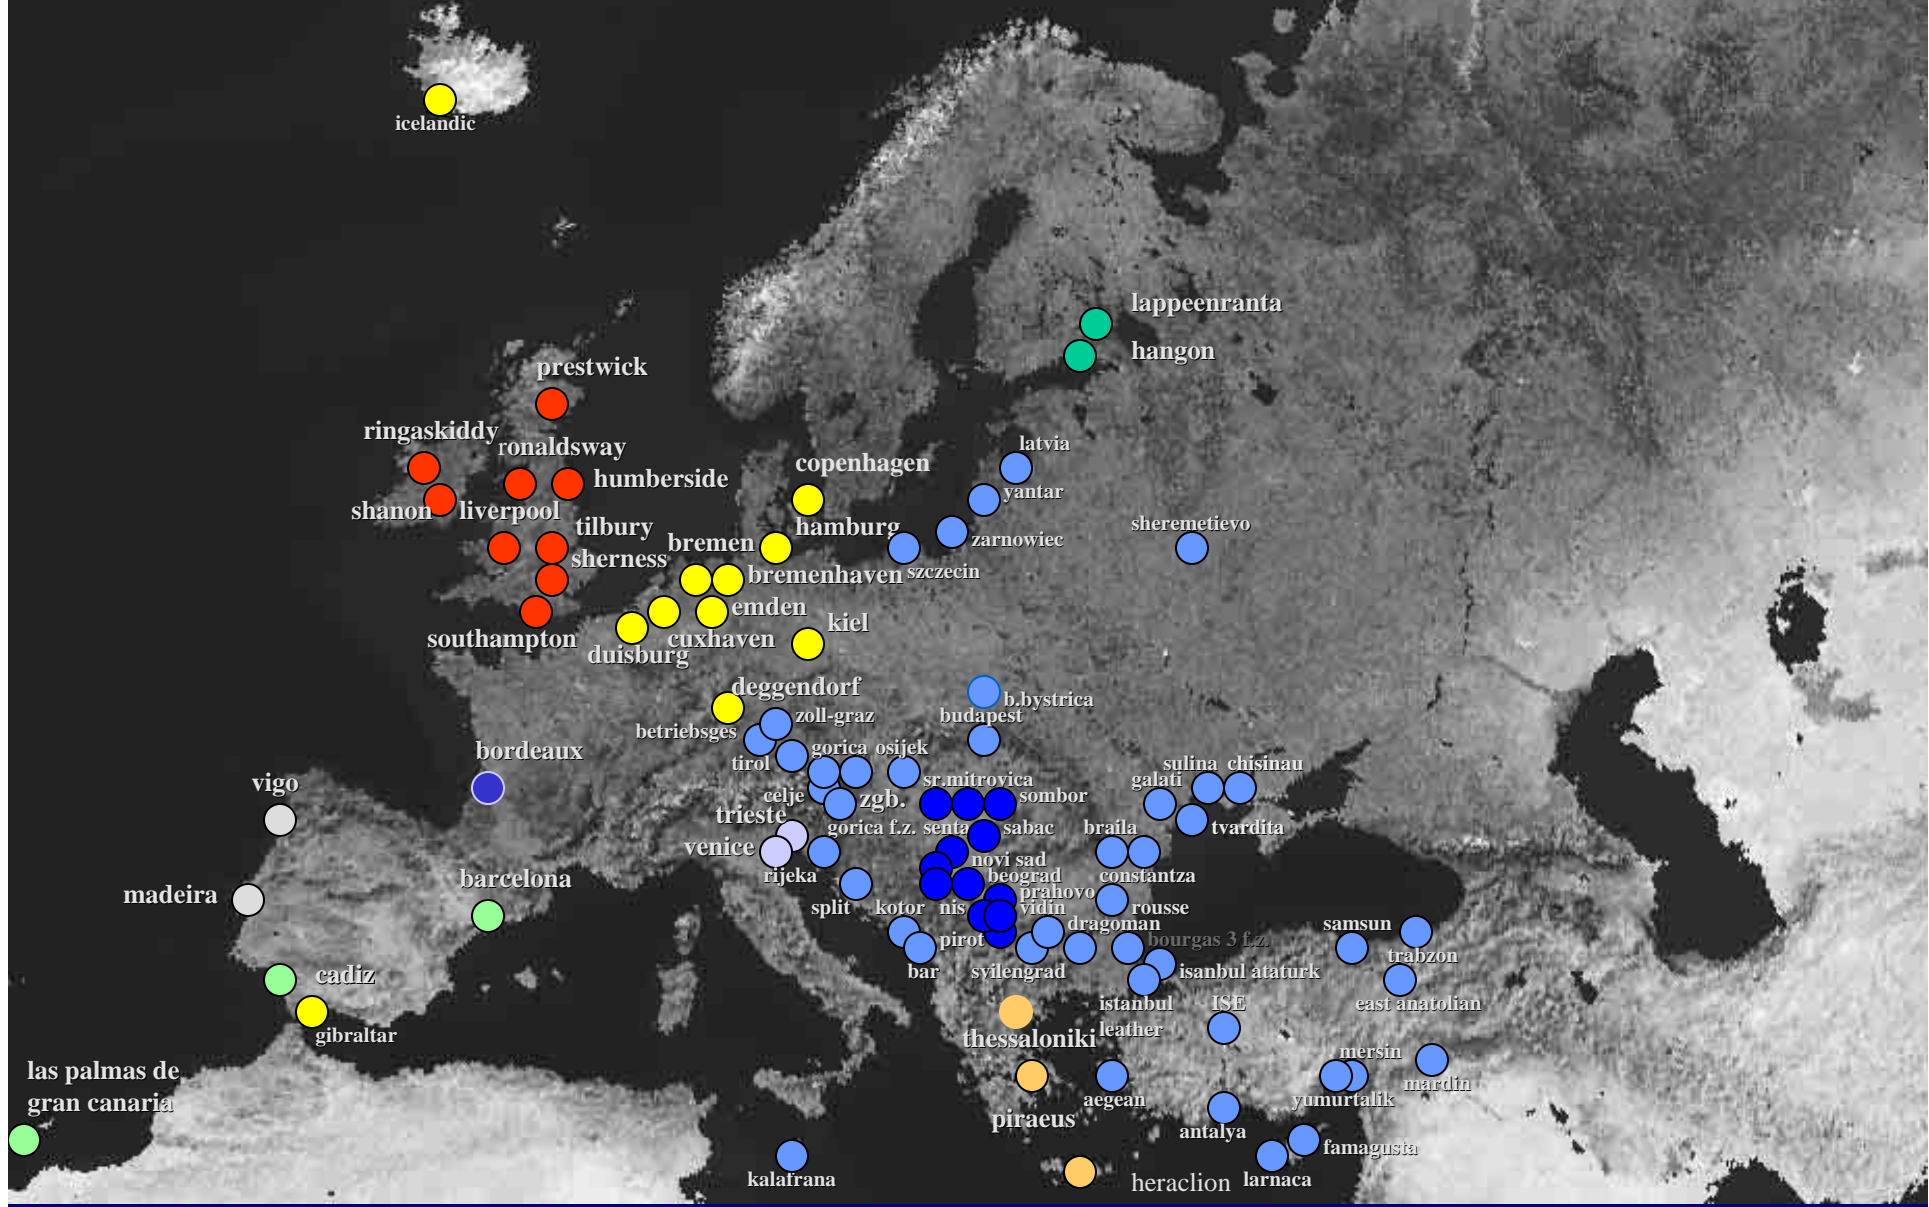 icelandic
lappeenranta
hangon
prestwick
ringaskiddy
ronaldsway
latvia
copenhagen
humberside
yantar
shanon
liverpool
tilbury
hamburg
sheremetievo
bremen
zarnowiec
sherness
bremenhaven
szczecin
emden
kiel
southampton
cuxhaven
duisburg
deggendorf
b.bystrica
zoll-graz
budapest
betriebsges
bordeaux
gorica
osijek
tirol
sulina
chisinau
vigo
sr.mitrovica
galati
celje
zgb.
sombor
trieste
gorica f.z.
senta
sabac
braila
tvardita
venice
novi sad
rijeka
beograd
constantza
barcelona
madeira
prahovo
split
kotor
nis
vidin
rousse
dragoman
samsun
pirot
bourgas 3 f.z.
trabzon
bar
svilengrad
isanbul ataturk
cadiz
istanbul
leather
ISE
east anatolian
gibraltar
thessaloniki
mersin
las palmas de
gran canaria
mardin
aegean
yumurtalik
piraeus
antalya
famagusta
kalafrana
heraclion
larnaca